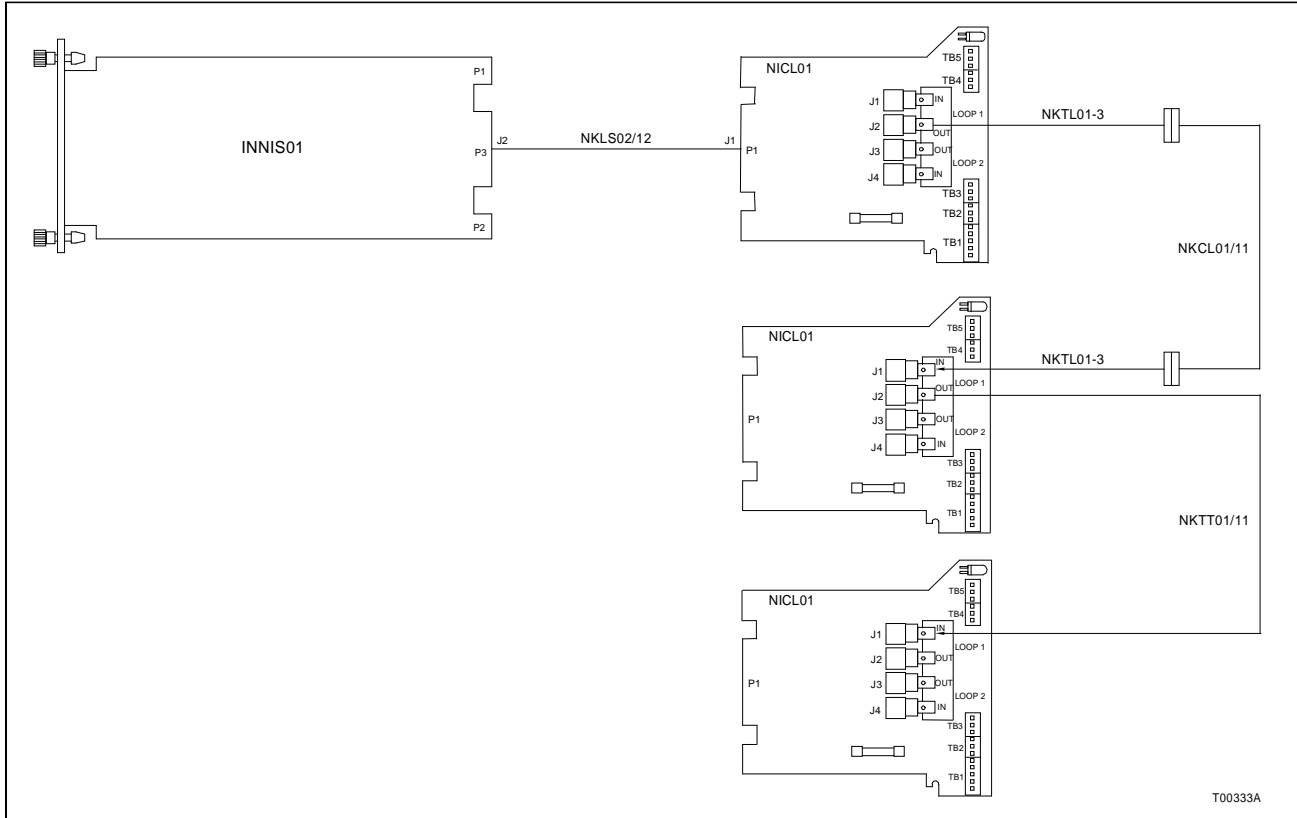 INNIS01
P1
P3
P2
J2
NKLS02/12
J1
NICL01
P1
TB5
TB4
J1
IN
LOOP 1
J2
OUT
J3
OUT
LOOP 2
J4
IN
TB3
TB2
TB1
NKTL01-3
NKCL01/11
NICL01
P1
TB5
TB4
J1
IN
LOOP 1
J2
OUT
J3
OUT
LOOP 2
J4
IN
TB3
TB2
TB1
NKTL01-3
NKTT01/11
NICL01
P1
TB5
TB4
J1
IN
LOOP 1
J2
OUT
J3
OUT
LOOP 2
J4
IN
TB3
TB2
TB1
T00333A